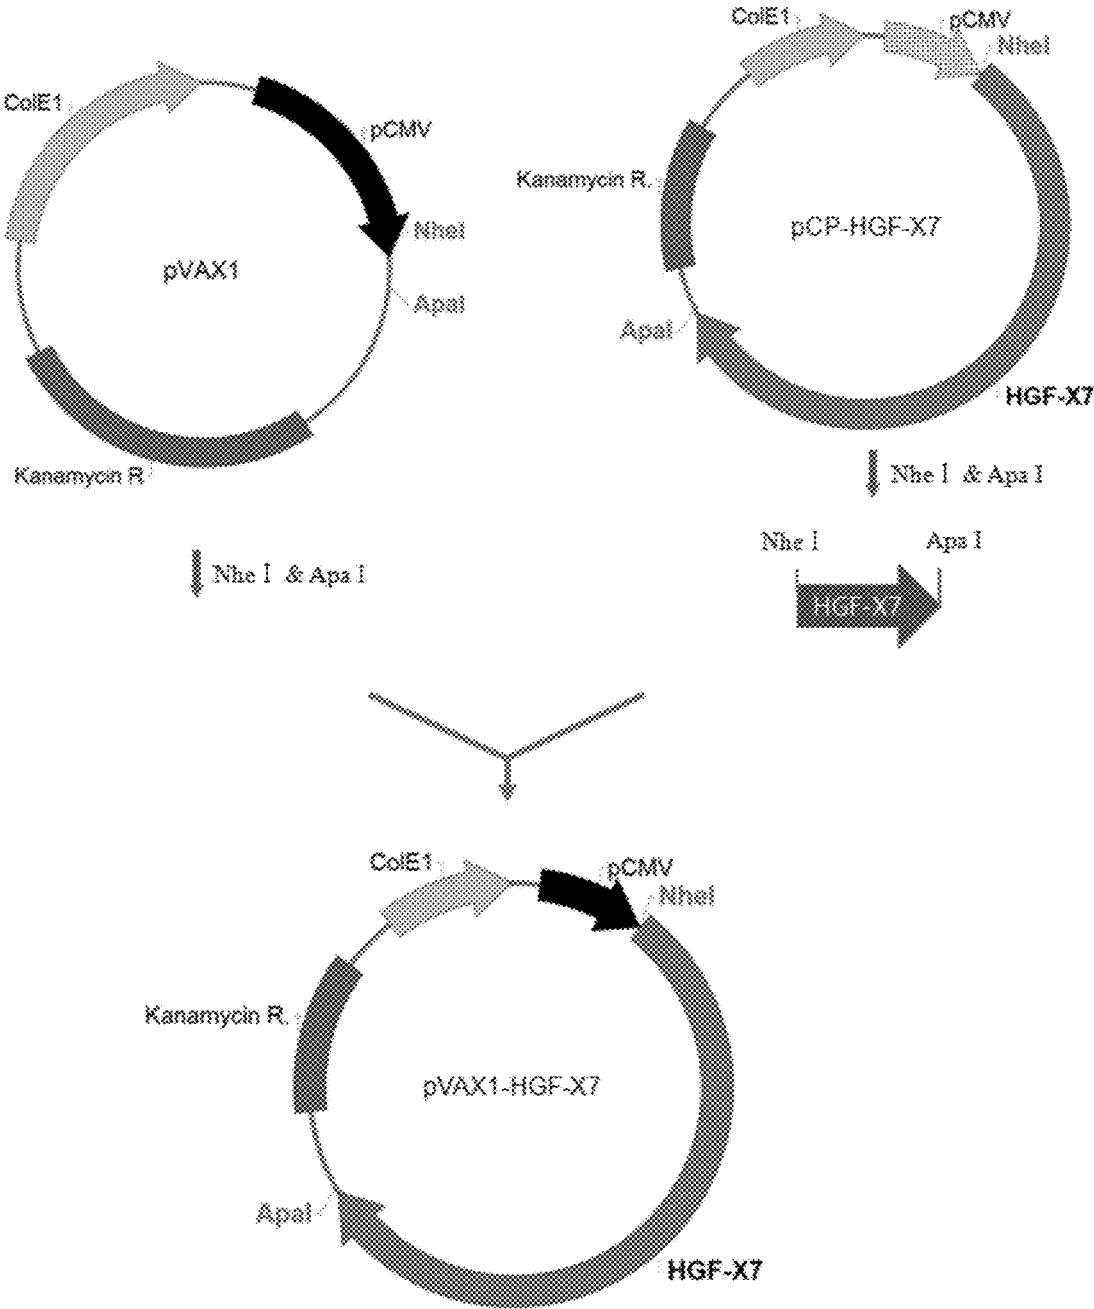 ColE1
pCMV
NheI
pVAX1
ApaI
Kanamycin R
Nhe I & Apa I
ColE1
pCMV
NheI
Kanamycin R.
pCP-HGF-X7
ApaI
HGF-X7
Nhe I & Apa I
Nhe I
Apa I
HGF-X7
ColE1
pCMV
NheI
Kanamycin R.
pVAX1-HGF-X7
ApaI
HGF-X7